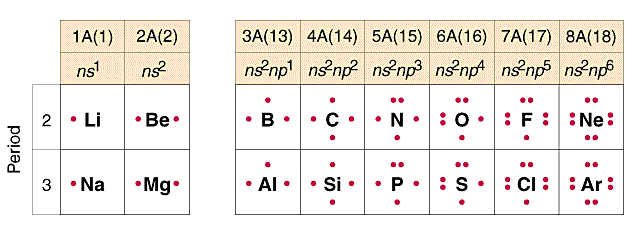 1A(1) 2A(2) 3A(13) 4A(14) 5A(15) 6A(16) 7A(17) 8A(18)
ns¹ ns² ns²np¹ ns²np² ns²np³ ns²np⁴ ns²np⁵ ns²np⁶
Period
2 Li Be B C N O F Ne
3 Na Mg Al Si P S Cl Ar